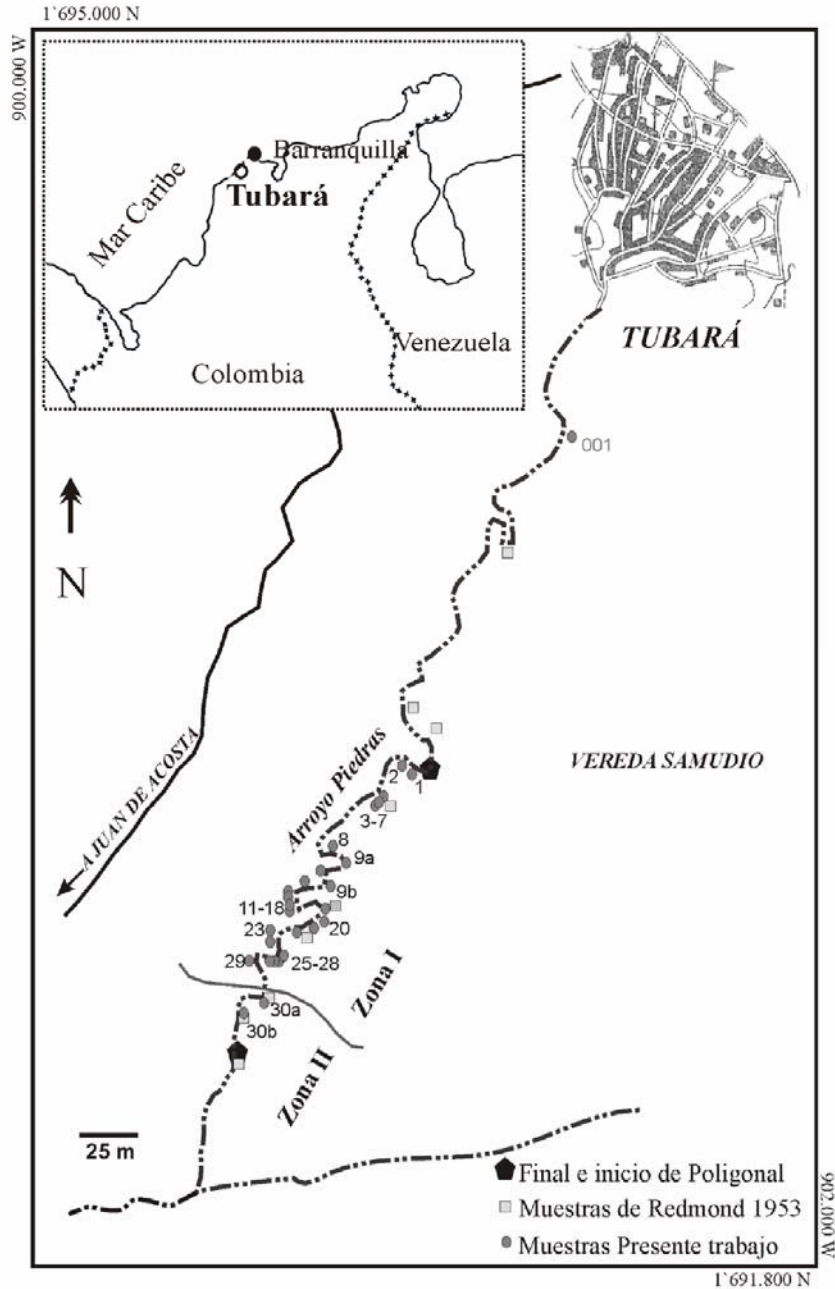 1`695.000 N
900.000 W
Barranquilla
Tubará
Mar Caribe
Venezuela
Colombia
TUBARÁ
001
N
A JUAN DE ACOSTA
Arroyo Piedras
VEREDA SAMUDIO
2
1
3-7
8
9a
9b
11-18
20
23
29
25-28
30a
30b
Zona I
Zona II
25 m
Final e inicio de Poligonal
Muestras de Redmond 1953
Muestras Presente trabajo
902.000 W
1`691.800 N